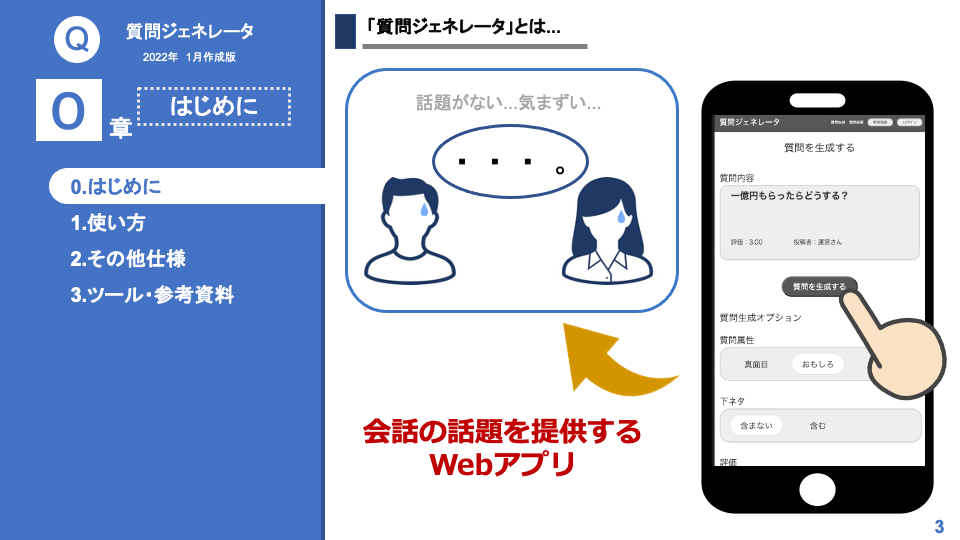 Q
質問ジェネレータ
2022年 1月作成版
0
章
はじめに
0.はじめに
1.使い方
2.その他仕様
3.ツール・参考資料
「質問ジェネレータ」とは...
話題がない...気まずい...
・・・。
会話の話題を提供する
Webアプリ
質問ジェネレータ
質問生成 質問投稿 新規登録 ログイン
質問を生成する
質問内容
一億円もらったらどうする？
評価：3.00 投稿者：運営さん
質問を生成する
質問生成オプション
質問属性
真面目 おもしろ
下ネタ
含まない 含む
評価
3